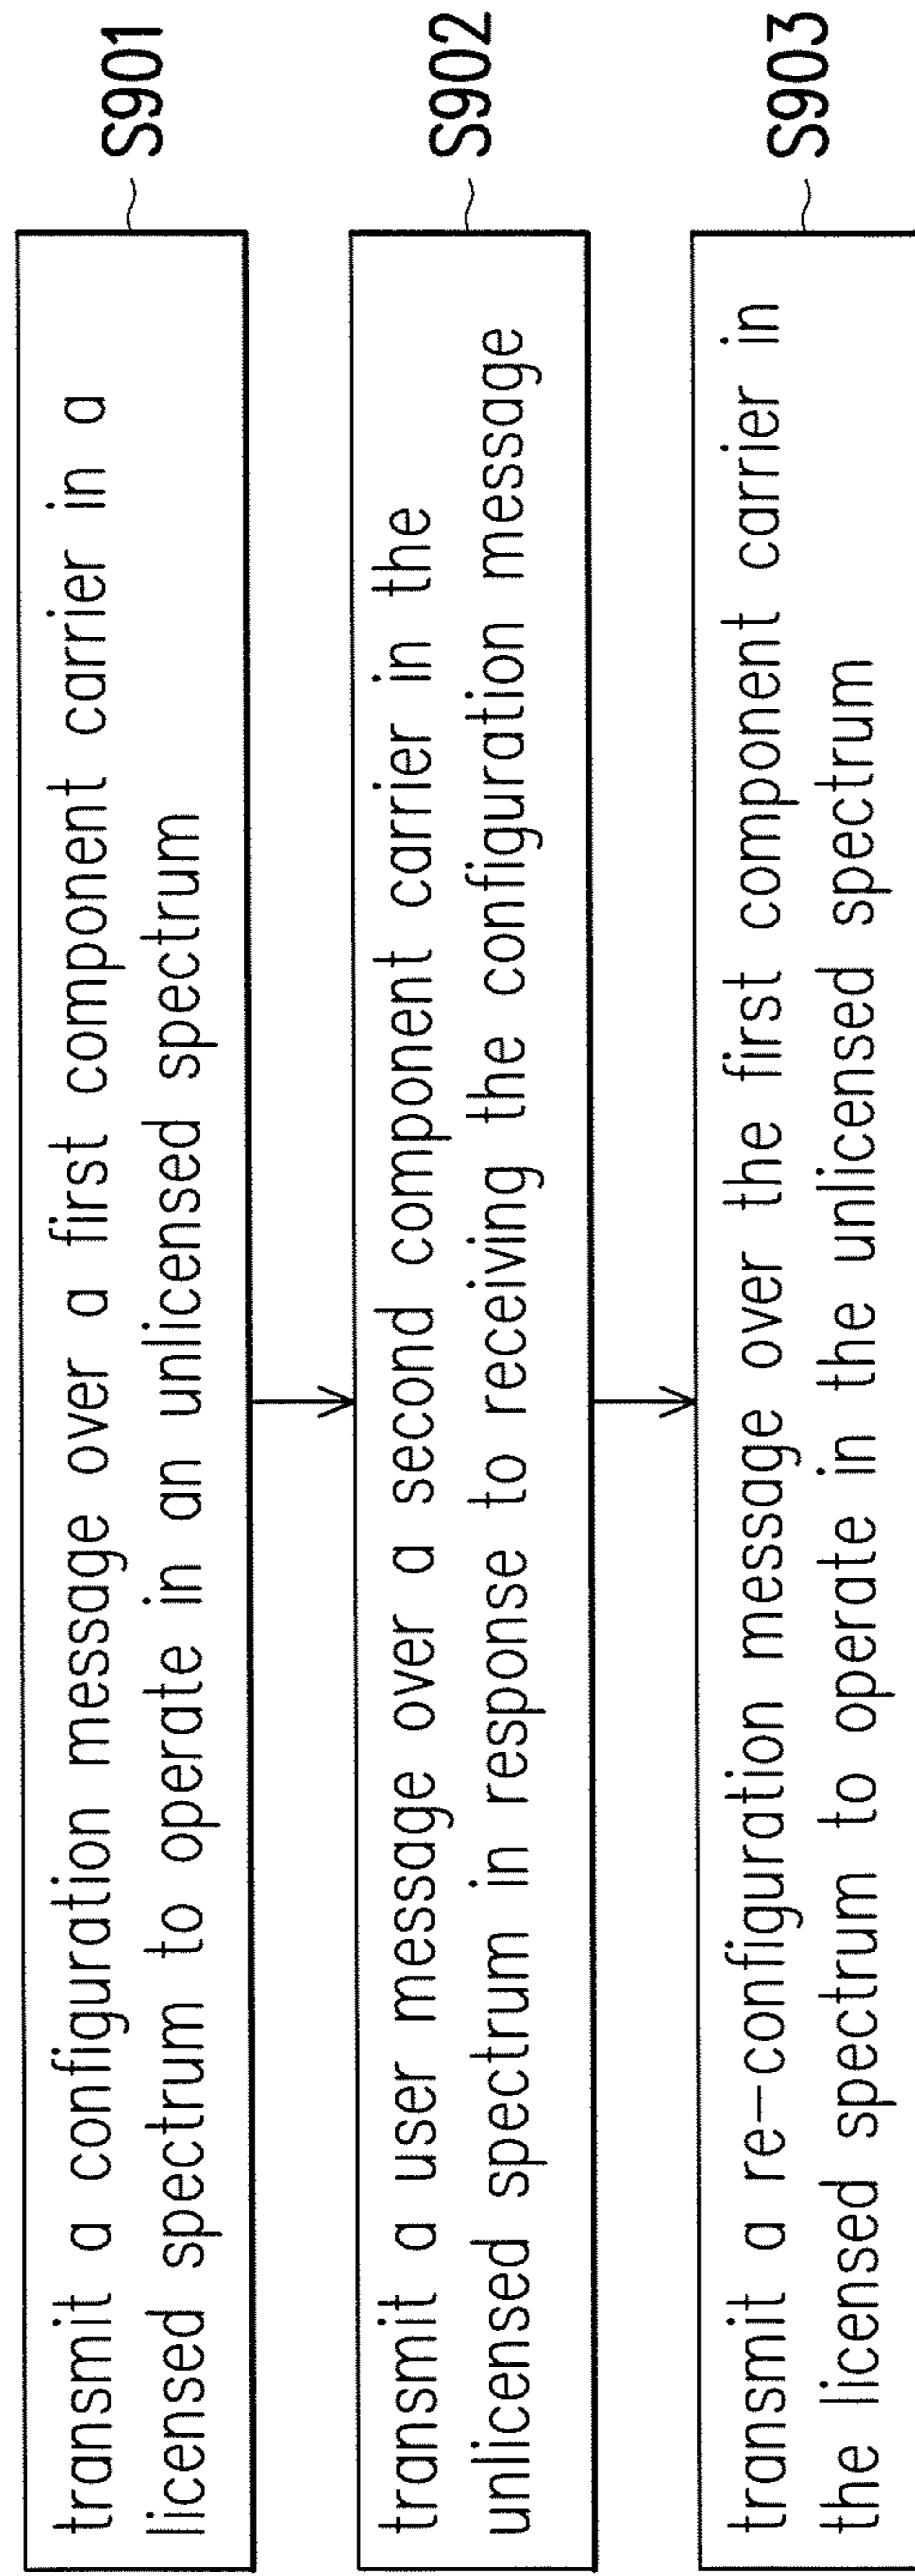 transmit a configuration message over a first component carrier in a
licensed spectrum to operate in an unlicensed spectrum
S901
transmit a user message over a second component carrier in the
unlicensed spectrum in response to receiving the configuration message
S902
transmit a re-configuration message over the first component carrier in
the licensed spectrum to operate in the unlicensed spectrum
S903